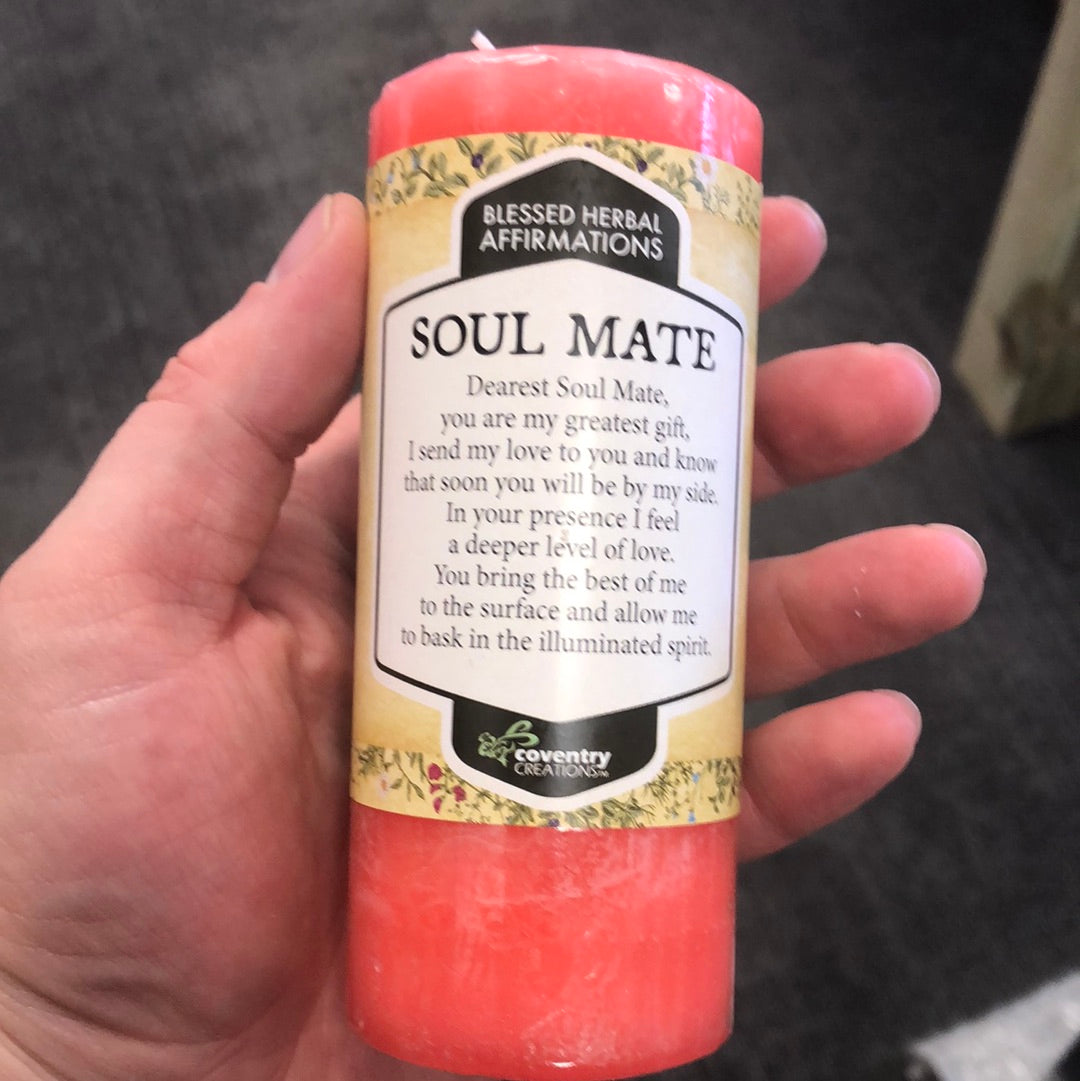 BLESSED HERBAL
AFFIRMATIONS
SOUL MATE
Dearest Soul Mate,
you are my greatest gift,
I send my love to you and know
that soon you will be by my side.
In your presence I feel
a deeper level of love.
You bring the best of me
to the surface and allow me
to bask in the illuminated spirit.
coventry
CREATIONS™